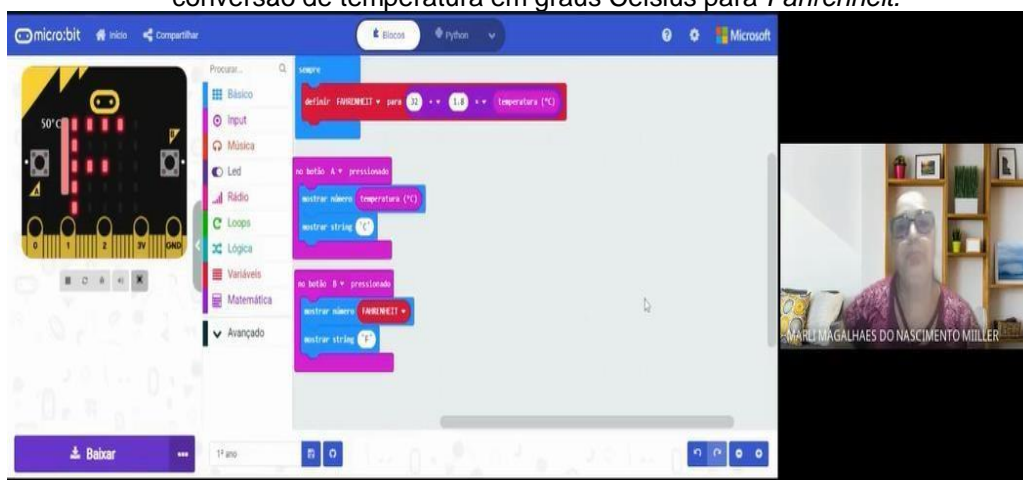 conversão de temperatura em graus Celsius para Fahrenheit.
micro:bit Início Compartilhar Blocos Python Microsoft
Procurar...
Básico
Input
Música
Led
Rádio
Loops
Lógica
Variáveis
Matemática
Avançado
50°C
A
B
0 1 2 3V GND
sempre
definir FAHRENHEIT para 32 + 1.8 temperatura (°C)
no botão A pressionado
mostrar número temperatura (°C)
mostrar string "C"
no botão B pressionado
mostrar número FAHRENHEIT
mostrar string "F"
MARLI MAGALHAES DO NASCIMENTO MIILLER
Baixar
1º ano